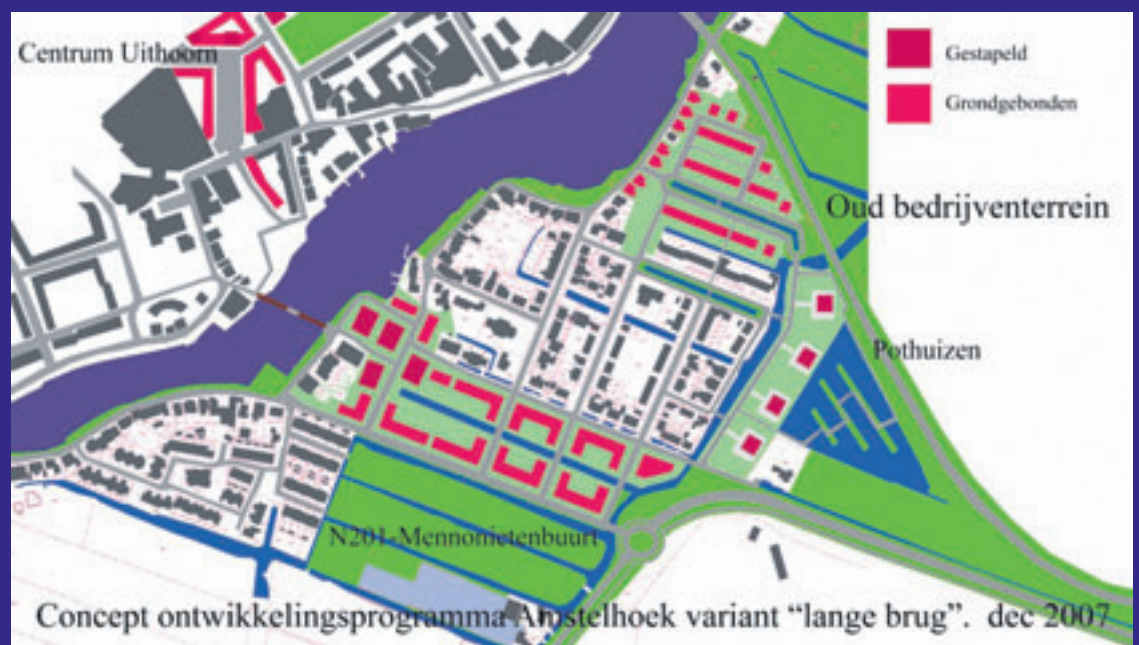 Centrum Uithoorn
Gestapeld
Grondgebonden
Oud bedrijventerrein
Pothuizen
N201-Mennonietenbuurt
Concept ontwikkelingsprogramma Amstelhoek variant “lange brug”. dec 2007